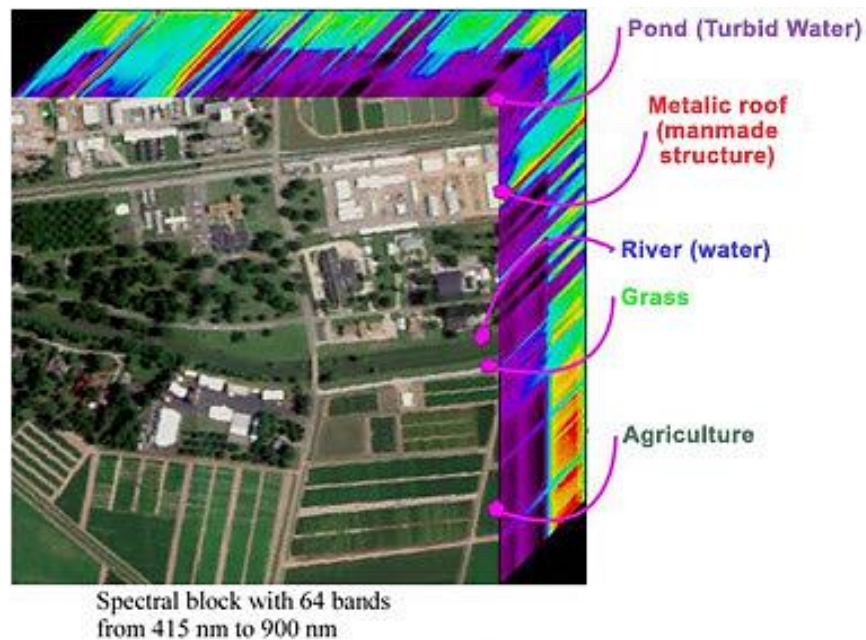 Pond (Turbid Water)
Metalic roof
(manmade
structure)
River (water)
Grass
Agriculture
Spectral block with 64 bands
from 415 nm to 900 nm